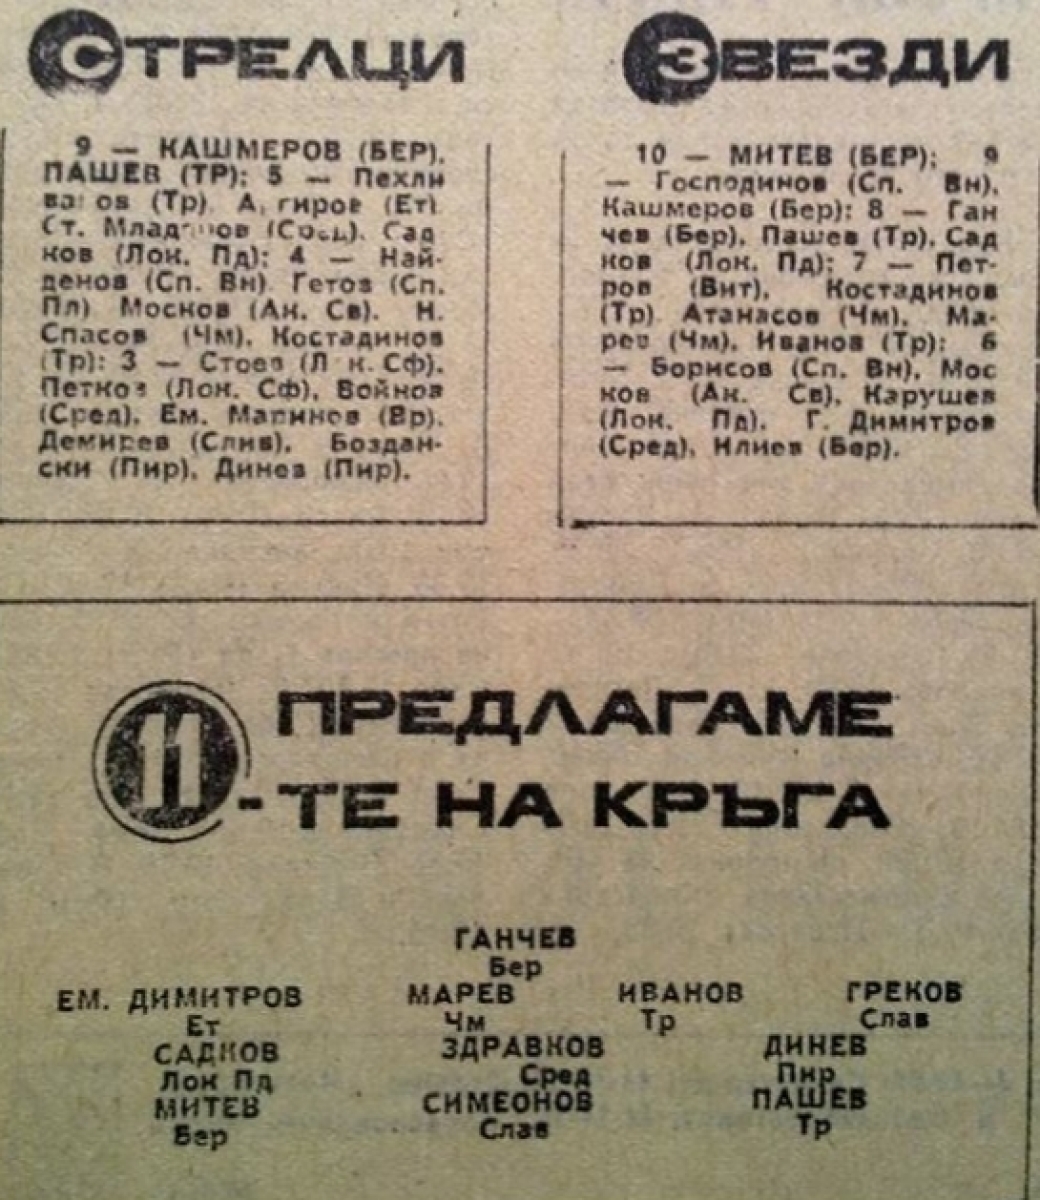 СТРЕЛЦИ
9 — КАШМЕРОВ (БЕР),
ПАШЕВ (ТР); 5 — Пехли
(Тр), (Ет)
Ст. Сад
ков (Лок. Пд); 4 — Най-
денов (Сп. Вн), Гетов (Сп.
Пл) Москов (Ак. Св), Н.
Спасов (Чм), Костадинов
(Тр); 3 — Стоев
Петков (Лок. Сф), Войнов
(Сред), Ем. Маринов (Вр),
Демирев (Слив), Боздан-
ски (Пир), Динев (Пир).
ЗВЕЗДИ
10 — МИТЕВ (БЕР); 9
— Господинов (Сп. Вн),
Кашмеров (Бер); 8 — Ган
чев (Бер), Пашев (Тр), Сад
ков (Лок. Пд); 7 — Пет-
ров (Вит), Костадинов
(Тр) Атанасов (Чм), Ма-
рев (Чм), Иванов (Тр); 6
— Борисов (Сп. Вн), Мос
ков (Ак. Св), Карушев
(Лок. Пд), Г. Димитров
(Сред), Илиев (Бер).
ПРЕДЛАГАМЕ
11-ТЕ НА КРЪГА
ГАНЧЕВ
Бер
ЕМ. ДИМИТРОВ МАРЕВ ИВАНОВ ГРЕКОВ
Ет Чм Тр Слав
САДКОВ ЗДРАВКОВ ДИНЕВ
Лок Пд Сред Пир
МИТЕВ СИМЕОНОВ ПАШЕВ
Бер Слав Тр